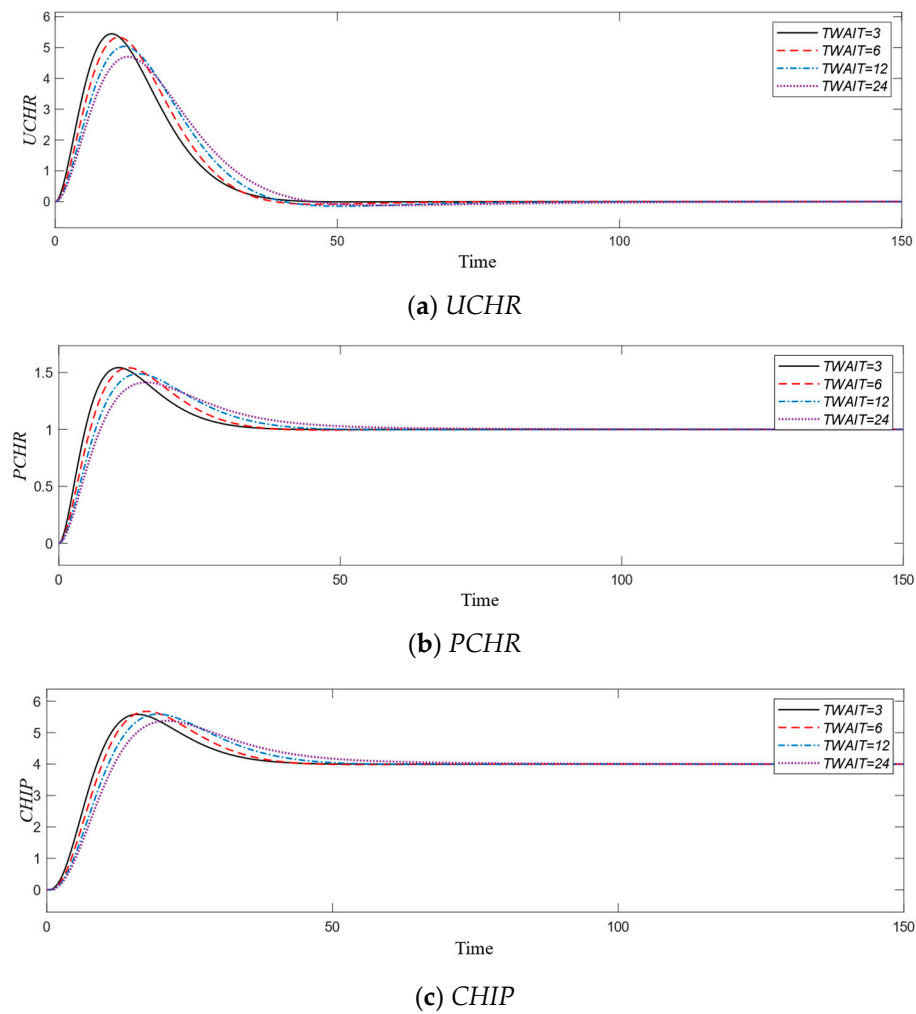 6
5
4
3
2
1
0
UCHR
TWAIT=3
TWAIT=6
TWAIT=12
TWAIT=24
0 50 100 150
Time
(a) UCHR
1.5
1
0.5
0
PCHR
TWAIT=3
TWAIT=6
TWAIT=12
TWAIT=24
0 50 100 150
Time
(b) PCHR
6
5
4
3
2
1
0
CHIP
TWAIT=3
TWAIT=6
TWAIT=12
TWAIT=24
0 50 100 150
Time
(c) CHIP